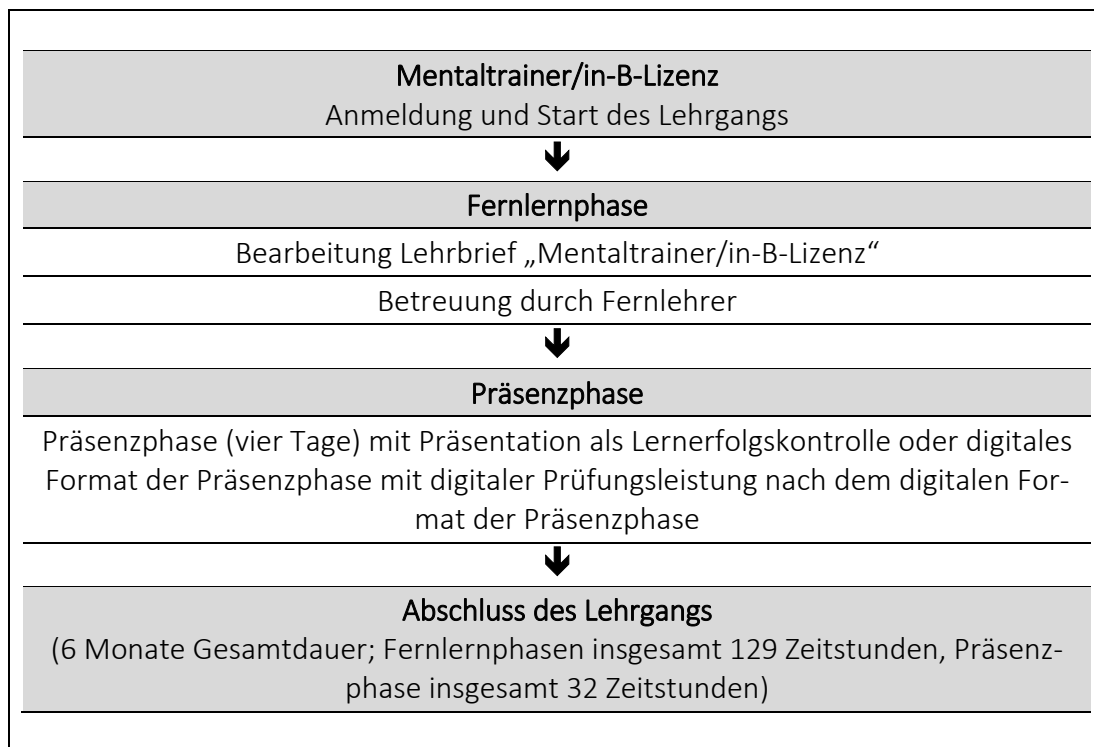 Mentaltrainer/in-B-Lizenz
Anmeldung und Start des Lehrgangs
Fernlernphase
Bearbeitung Lehrbrief „Mentaltrainer/in-B-Lizenz“
Betreuung durch Fernlehrer
Präsenzphase
Präsenzphase (vier Tage) mit Präsentation als Lernerfolgskontrolle oder digitales
Format der Präsenzphase mit digitaler Prüfungsleistung nach dem digitalen For-
mat der Präsenzphase
Abschluss des Lehrgangs
(6 Monate Gesamtdauer; Fernlernphasen insgesamt 129 Zeitstunden, Präsenz-
phase insgesamt 32 Zeitstunden)